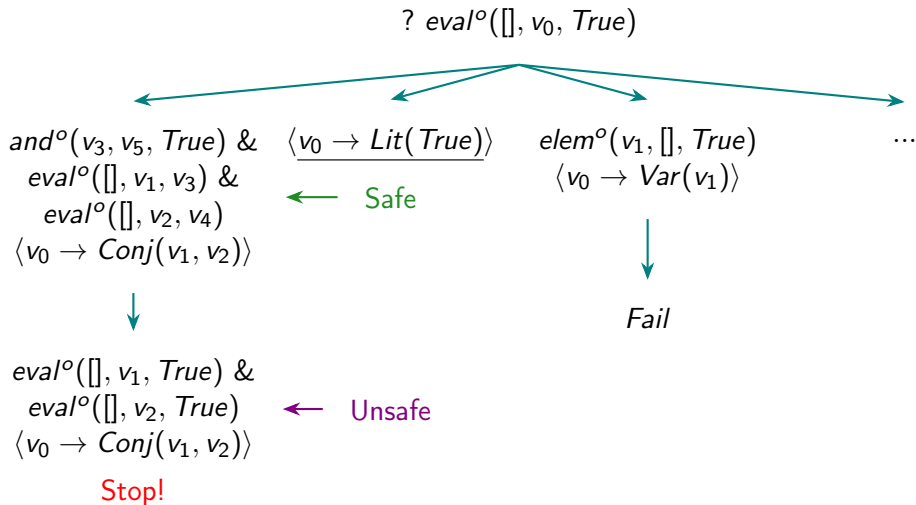 ? evalᵒ([], v₀, True)
andᵒ(v₃, v₅, True) &
evalᵒ([], v₁, v₃) &
evalᵒ([], v₂, v₄)
⟨v₀ → Conj(v₁, v₂)⟩
Safe
⟨v₀ → Lit(True)⟩
elemᵒ(v₁, [], True)
⟨v₀ → Var(v₁)⟩
...
Fail
evalᵒ([], v₁, True) &
evalᵒ([], v₂, True)
⟨v₀ → Conj(v₁, v₂)⟩
Unsafe
Stop!